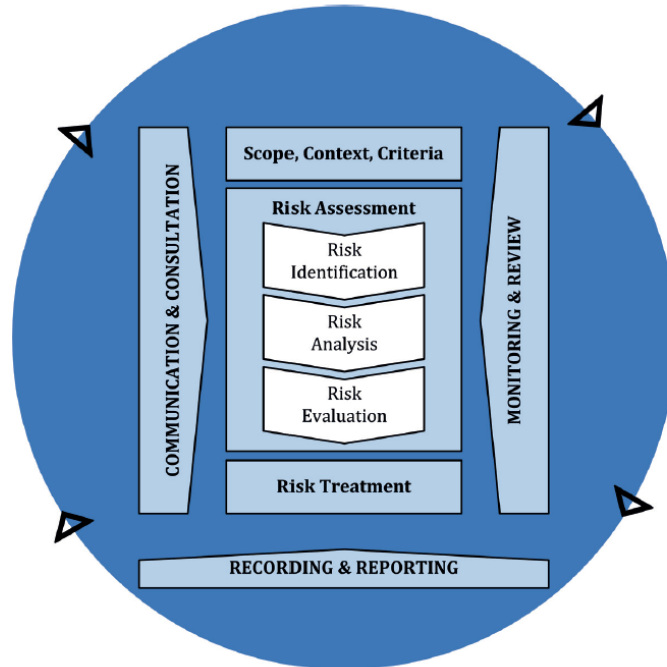 Scope, Context, Criteria
Risk Assessment
Risk
Identification
Risk
Analysis
Risk
Evaluation
Risk Treatment
COMMUNICATION & CONSULTATION
MONITORING & REVIEW
RECORDING & REPORTING